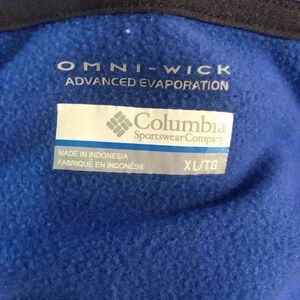 OMNI-WICK
ADVANCED EVAPORATION
Columbia
Sportswear Company
MADE IN INDONESIA
FABRIQUÉ EN INDONÉSIE
XL/TG